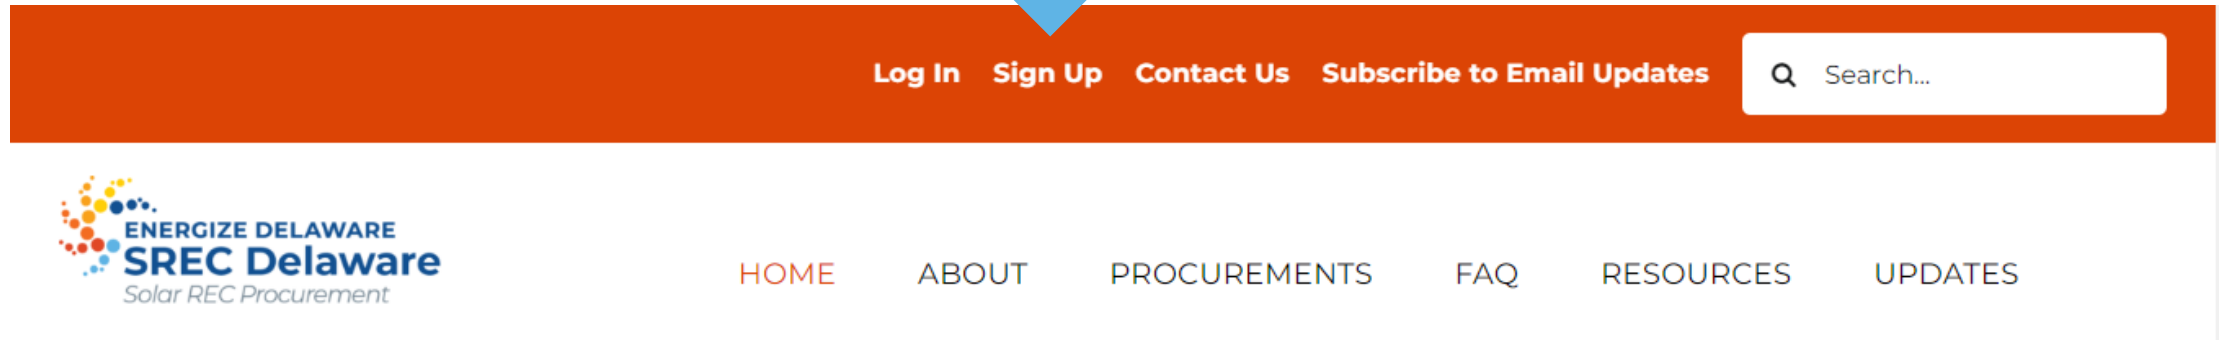 Log In Sign Up Contact Us Subscribe to Email Updates Search...
ENERGIZE DELAWARE
SREC Delaware
Solar REC Procurement
HOME ABOUT PROCUREMENTS FAQ RESOURCES UPDATES